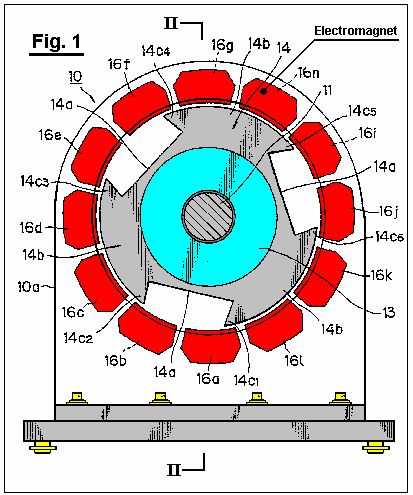 II
Fig. 1
Electromagnet
16g
14b
14
14c4
16f
16n
11
10
14a
14c5
16e
16i
14a
14c3
16d
16j
14c6
14b
16k
10a
16c
13
14c2
14b
16b
14a
16a
14c1
16l
II